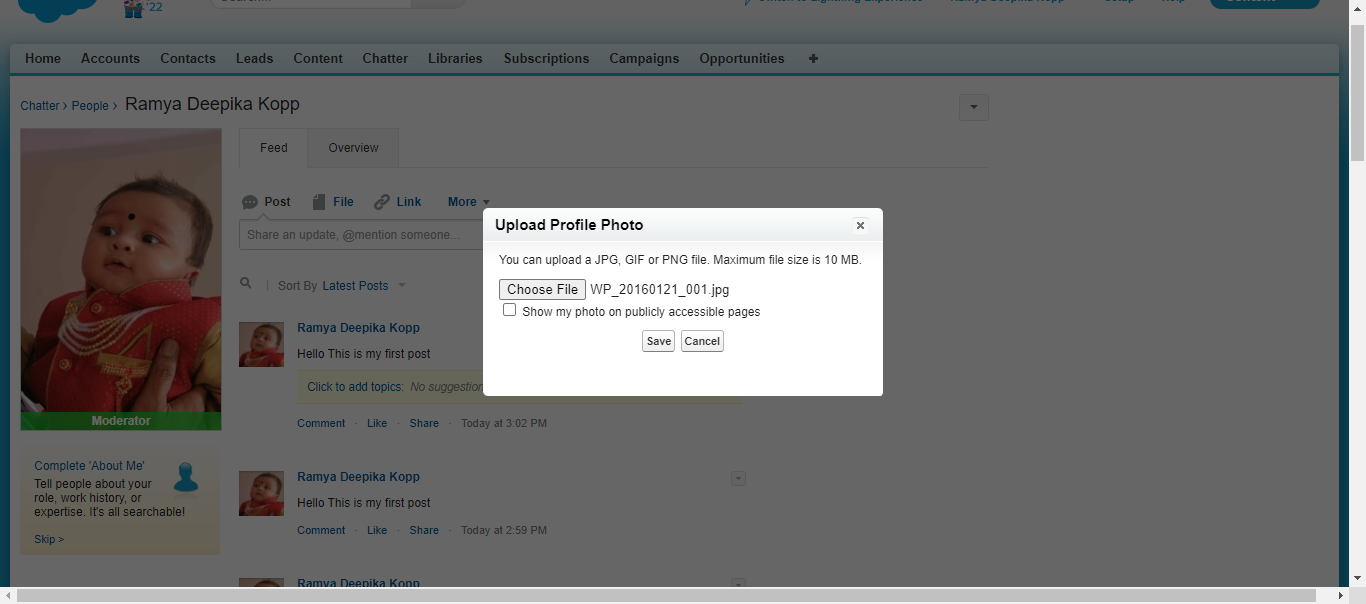 '22
Home Accounts Contacts Leads Content Chatter Libraries Subscriptions Campaigns Opportunities +
Chatter › People › Ramya Deepika Kopp
Feed Overview
Post File Link More
Share an update, @mention someone...
Sort By Latest Posts
Moderator
Complete 'About Me'
Tell people about your
role, work history, or
expertise. It's all searchable!
Skip >
Ramya Deepika Kopp
Hello This is my first post
Click to add topics: No suggestion
Comment · Like · Share · Today at 3:02 PM
Ramya Deepika Kopp
Hello This is my first post
Comment · Like · Share · Today at 2:59 PM
Ramya Deepika Kopp
Upload Profile Photo
You can upload a JPG, GIF or PNG file. Maximum file size is 10 MB.
Choose File WP_20160121_001.jpg
Show my photo on publicly accessible pages
Save Cancel